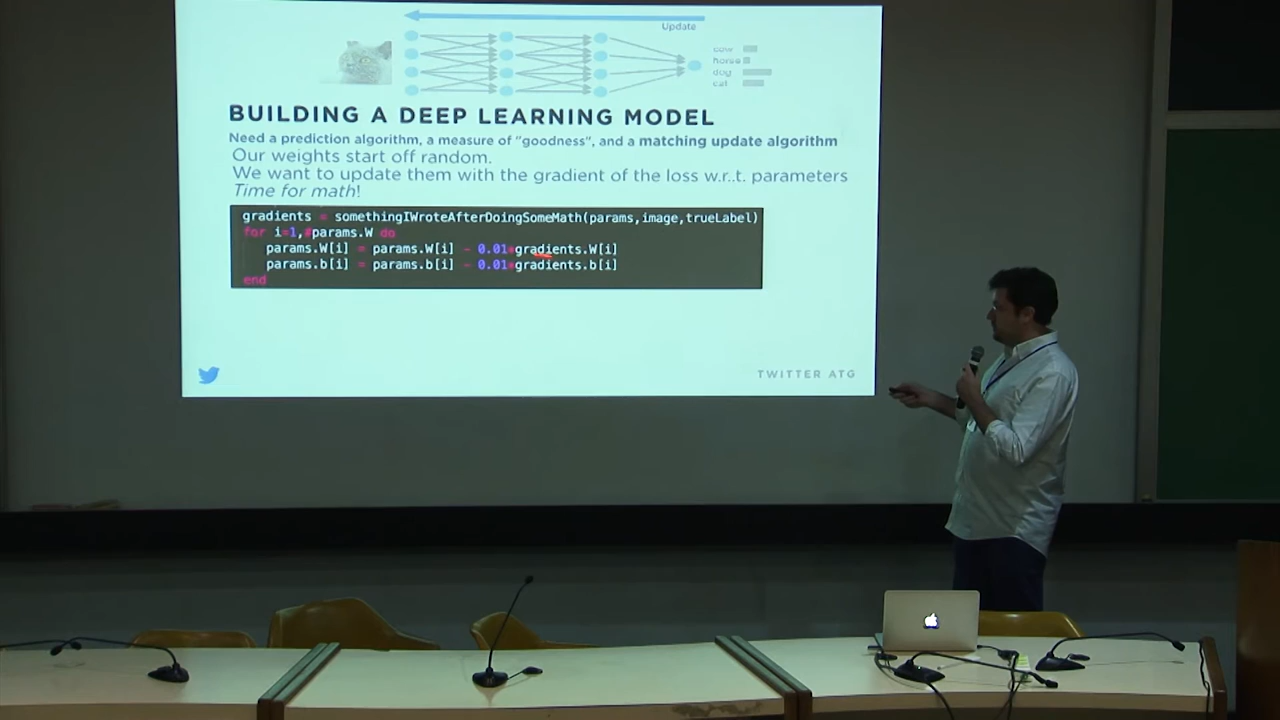 Update
cow
horse
dog
cat
BUILDING A DEEP LEARNING MODEL
Need a prediction algorithm, a measure of "goodness", and a matching update algorithm
Our weights start off random.
We want to update them with the gradient of the loss w.r..t. parameters
Time for math!
gradients = somethingIWroteAfterDoingSomeMath(params,image,trueLabel)
for i=1,#params.W do
params.W[i] = params.W[i] - 0.01*gradients.W[i]
params.b[i] = params.b[i] - 0.01*gradients.b[i]
end
TWITTER ATG